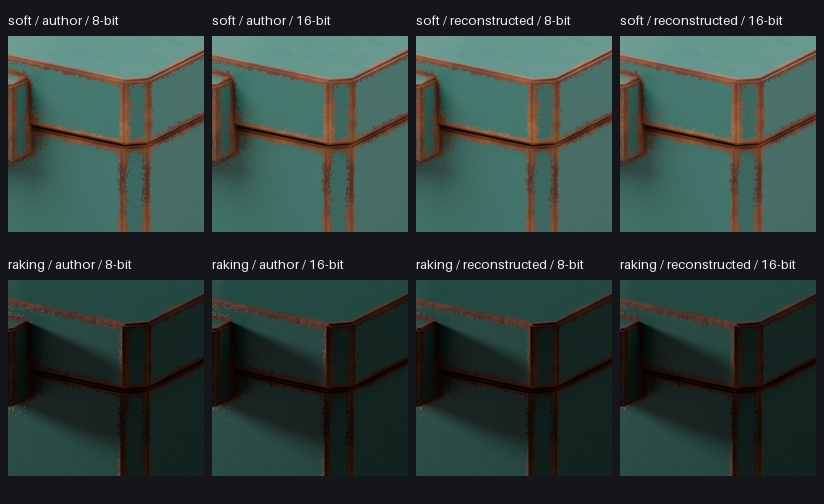 soft / author / 8-bit
soft / author / 16-bit
soft / reconstructed / 8-bit
soft / reconstructed / 16-bit
raking / author / 8-bit
raking / author / 16-bit
raking / reconstructed / 8-bit
raking / reconstructed / 16-bit